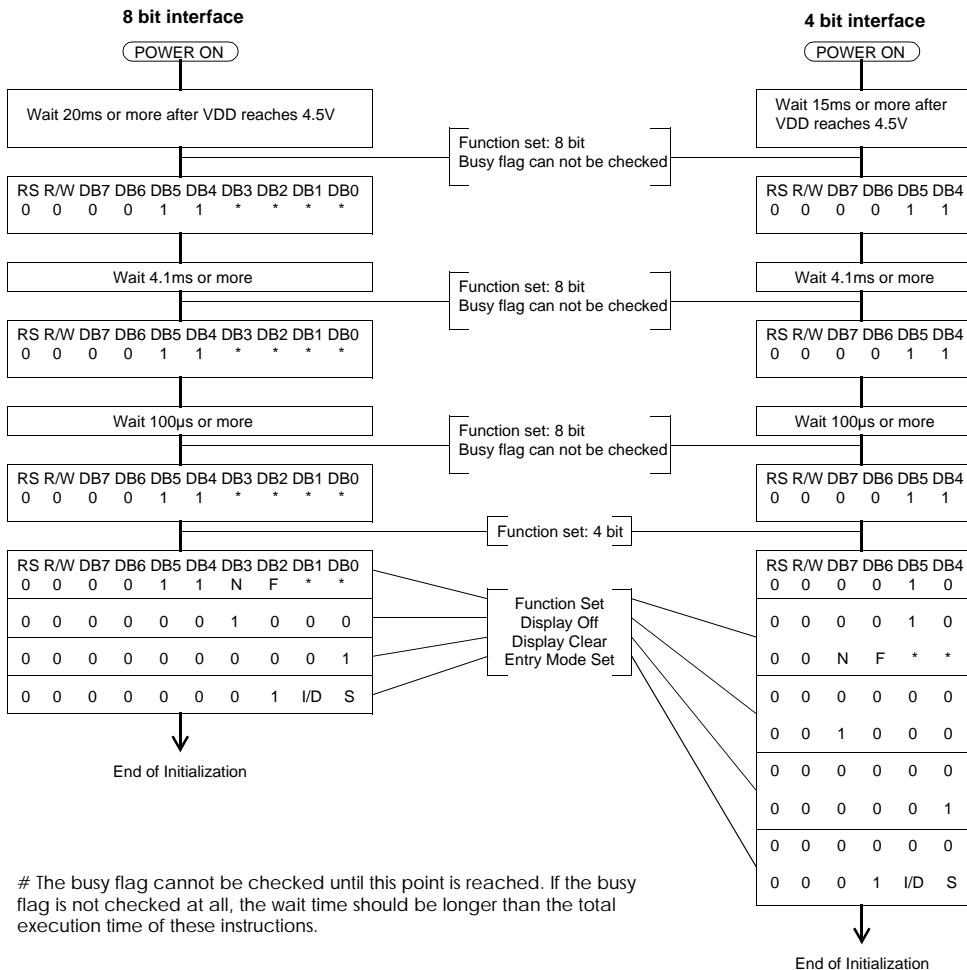 8 bit interface
POWER ON
Wait 20ms or more after VDD reaches 4.5V
RS R/W DB7 DB6 DB5 DB4 DB3 DB2 DB1 DB0
0 0 0 0 1 1 * * * *
Wait 4.1ms or more
RS R/W DB7 DB6 DB5 DB4 DB3 DB2 DB1 DB0
0 0 0 0 1 1 * * * *
Wait 100µs or more
RS R/W DB7 DB6 DB5 DB4 DB3 DB2 DB1 DB0
0 0 0 0 1 1 * * * *
RS R/W DB7 DB6 DB5 DB4 DB3 DB2 DB1 DB0
0 0 0 0 1 1 N F * *
0 0 0 0 0 0 1 0 0 0
0 0 0 0 0 0 0 0 0 1
0 0 0 0 0 0 0 1 I/D S
End of Initialization
Function set: 8 bit
Busy flag can not be checked
Function set: 8 bit
Busy flag can not be checked
Function set: 8 bit
Busy flag can not be checked
Function set: 4 bit
Function Set
Display Off
Display Clear
Entry Mode Set
4 bit interface
POWER ON
Wait 15ms or more after
VDD reaches 4.5V
RS R/W DB7 DB6 DB5 DB4
0 0 0 0 1 1
Wait 4.1ms or more
RS R/W DB7 DB6 DB5 DB4
0 0 0 0 1 1
Wait 100µs or more
RS R/W DB7 DB6 DB5 DB4
0 0 0 0 1 1
RS R/W DB7 DB6 DB5 DB4
0 0 0 0 1 0
0 0 0 0 1 0
0 0 N F * *
0 0 0 0 0 0
0 0 1 0 0 0
0 0 0 0 0 0
0 0 0 0 0 1
0 0 0 0 0 0
0 0 0 1 I/D S
End of Initialization
# The busy flag cannot be checked until this point is reached. If the busy
flag is not checked at all, the wait time should be longer than the total
execution time of these instructions.